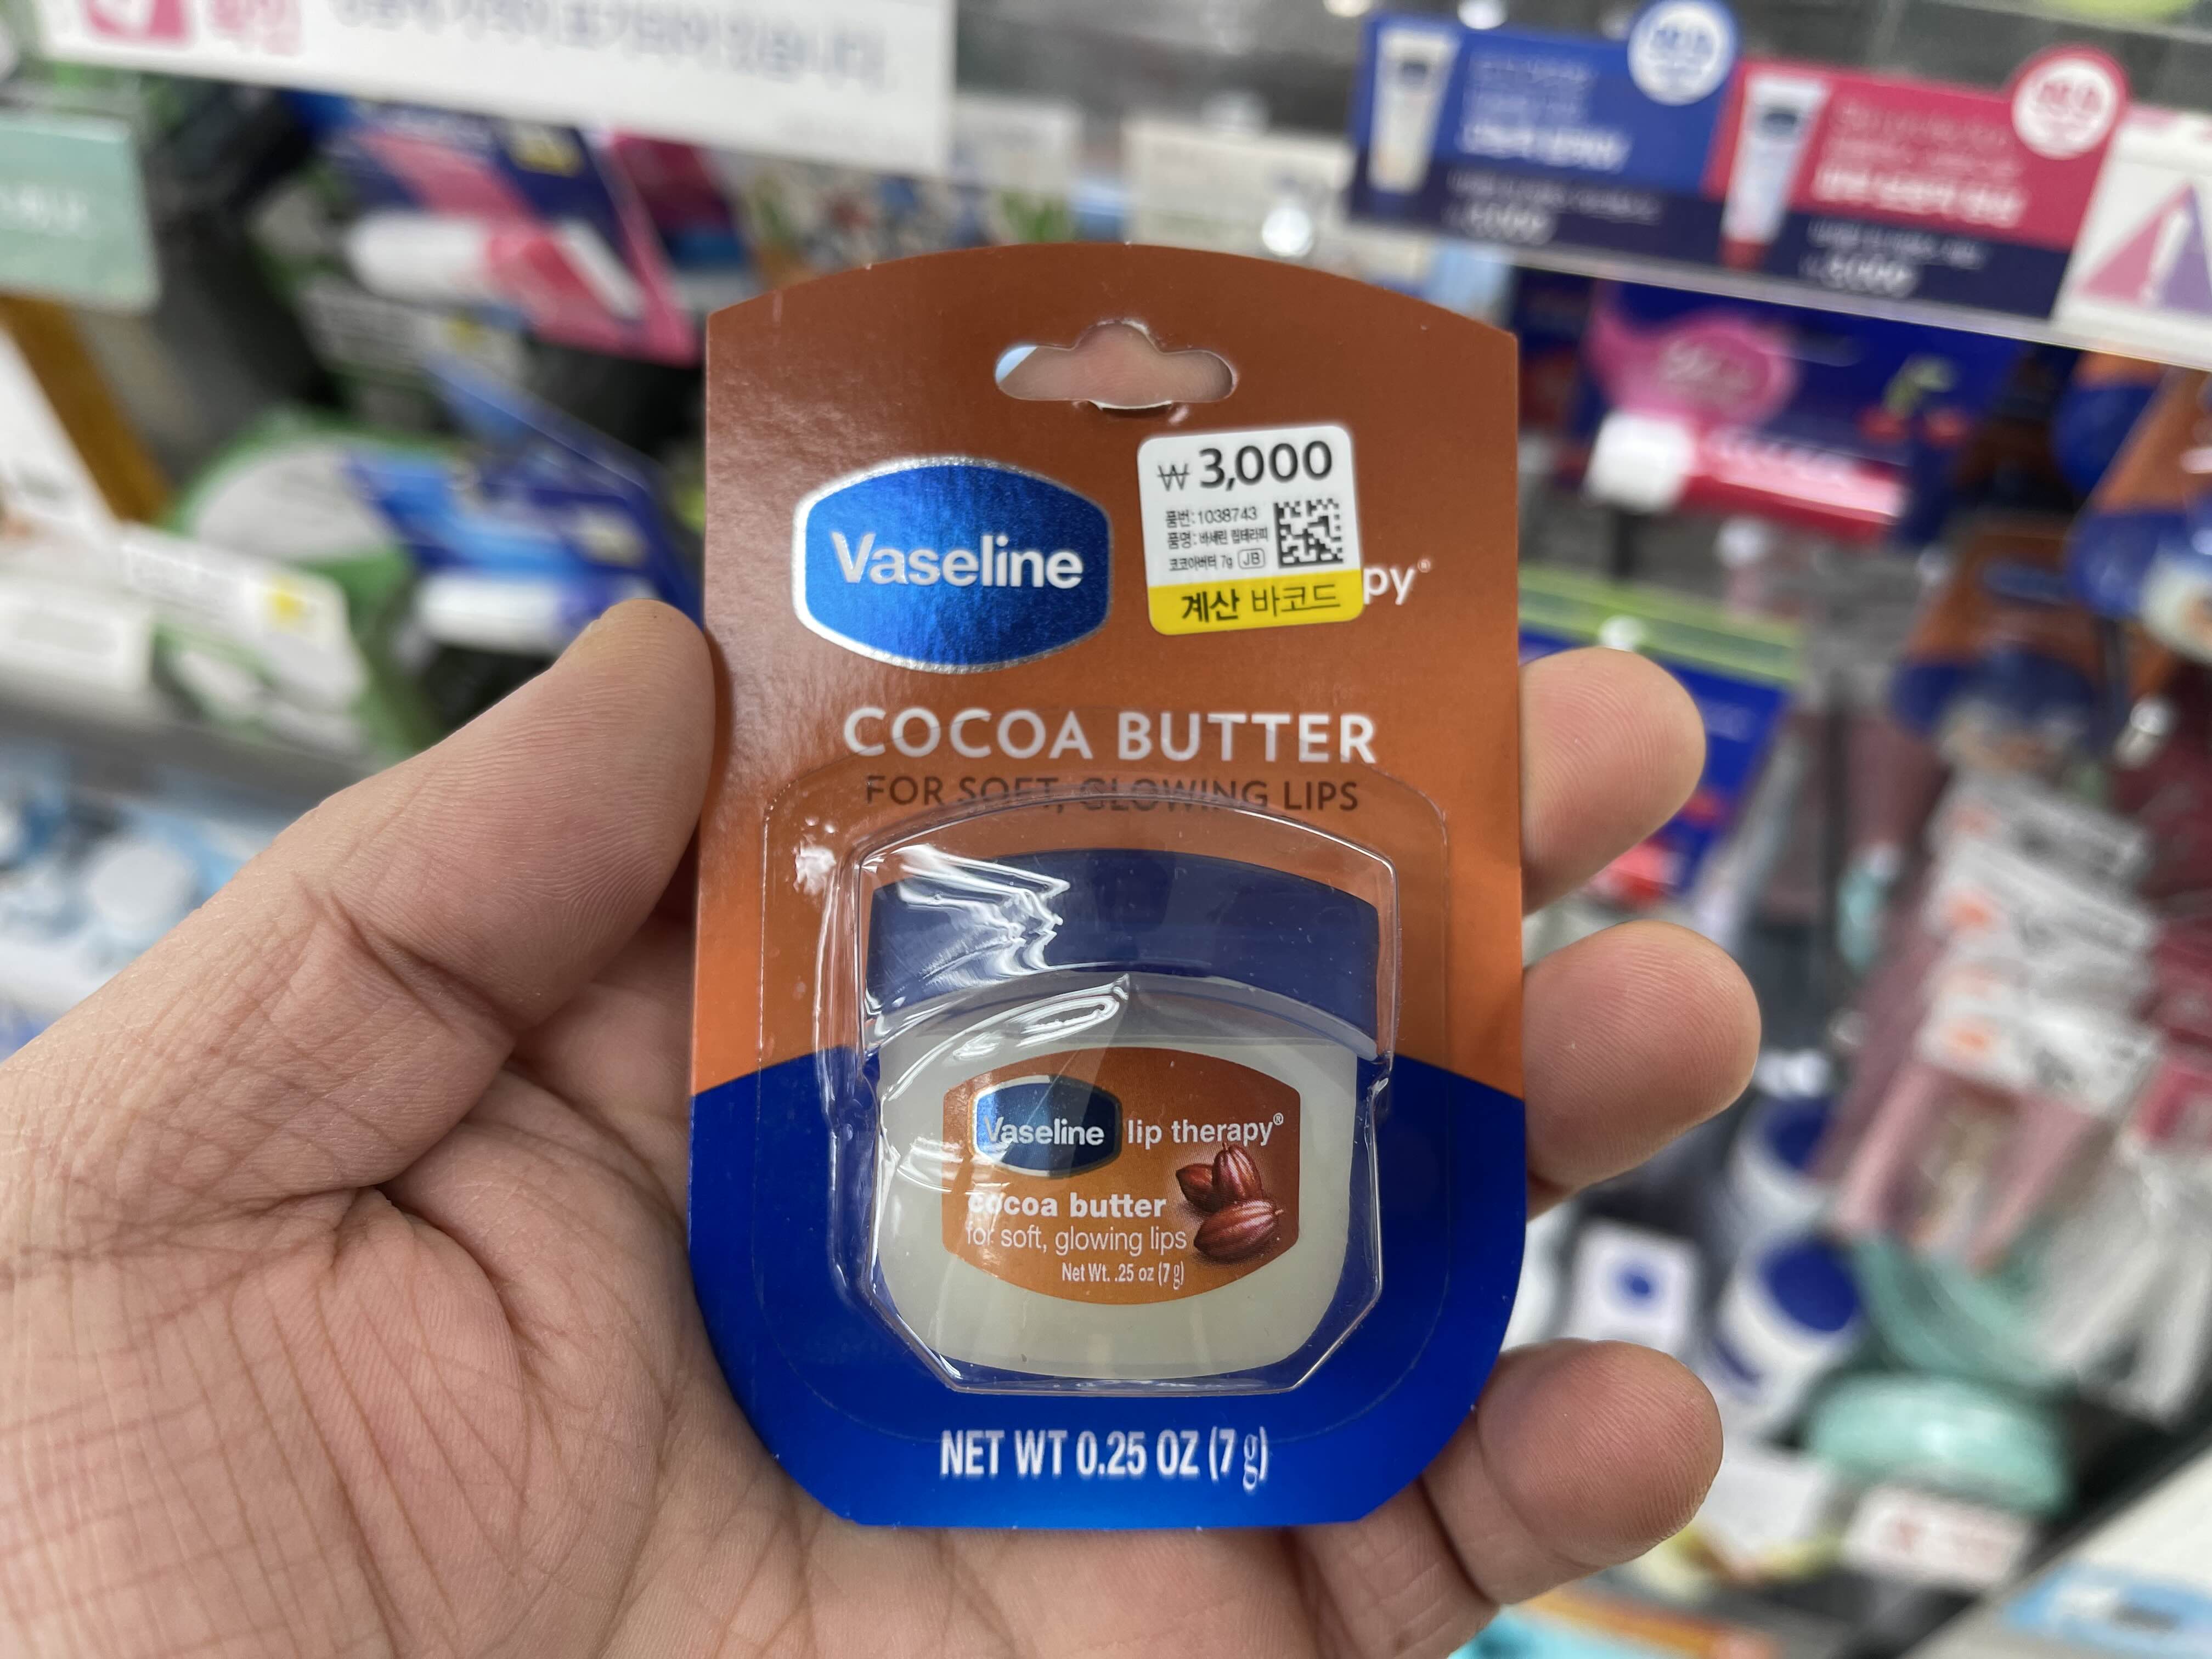 ₩ 3,000
품번: 1038743
품명: 바세린 립테라피
코코아버터 7g JB
계산 바코드
Vaseline
py®
COCOA BUTTER
FOR SOFT, GLOWING LIPS
Vaseline lip therapy®
cocoa butter
for soft, glowing lips
Net Wt. .25 oz (7 g)
NET WT 0.25 OZ (7 g)